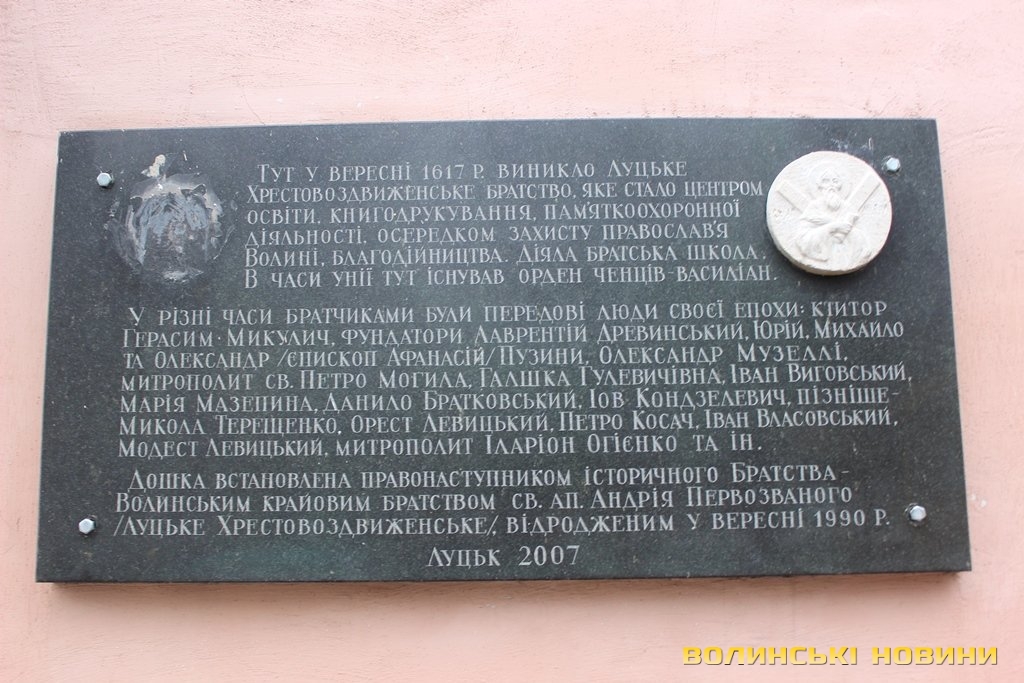 Тут у вересні 1617 р. виникло Луцьке
Хрестовоздвиженське братство, яке стало центром
освіти, книгодрукування, пам'яткоохоронної
діяльності, осередком захисту православ'я
Волині, благодійництва. Діяла братська школа.
В часи унії тут існував орден ченців-василіан.
У різні часи братчиками були передові люди своєї епохи: ктитор
Герасим Микулич, фундатори Лаврентій Древинський, Юрій, Михайло
та Олександр /єпископ Афанасій/ Пузини, Олександр Музеллі,
митрополит св. Петро Могила, Галшка Гулевичівна, Іван Виговський,
Марія Мазепина, Данило Братковський, Іов Кондзелевич, пізніше-
Микола Терещенко, Орест Левицький, Петро Косач, Іван Власовський,
Модест Левицький, митрополит Іларіон Огієнко та ін.
Дошка встановлена правонаступником історичного Братства-
Волинським крайовим братством св. ап. Андрія Первозваного
/Луцьке Хрестовоздвиженське/, відродженим у вересні 1990 р.
Луцьк 2007
ВОЛИНСЬКІ НОВИНИ